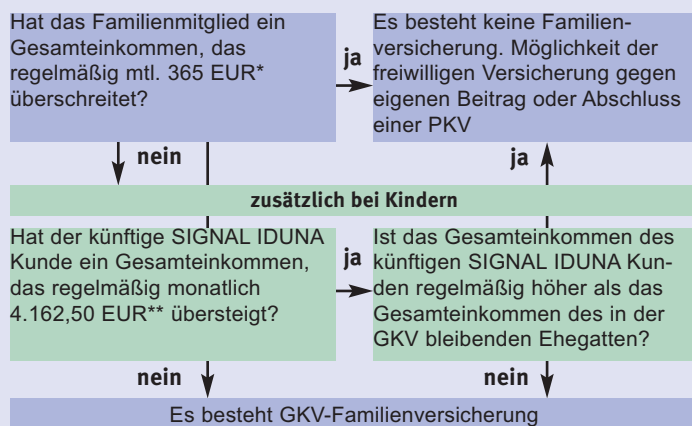 Hat das Familienmitglied ein
Gesamteinkommen, das
regelmäßig mtl. 365 EUR*
überschreitet?
ja
Es besteht keine Familien-
versicherung. Möglichkeit der
freiwilligen Versicherung gegen
eigenen Beitrag oder Abschluss
einer PKV
nein
ja
zusätzlich bei Kindern
Hat der künftige SIGNAL IDUNA
Kunde ein Gesamteinkommen,
das regelmäßig monatlich
4.162,50 EUR** übersteigt?
ja
Ist das Gesamteinkommen des
künftigen SIGNAL IDUNA Kun-
den regelmäßig höher als das
Gesamteinkommen des in der
GKV bleibenden Ehegatten?
nein
nein
Es besteht GKV-Familienversicherung